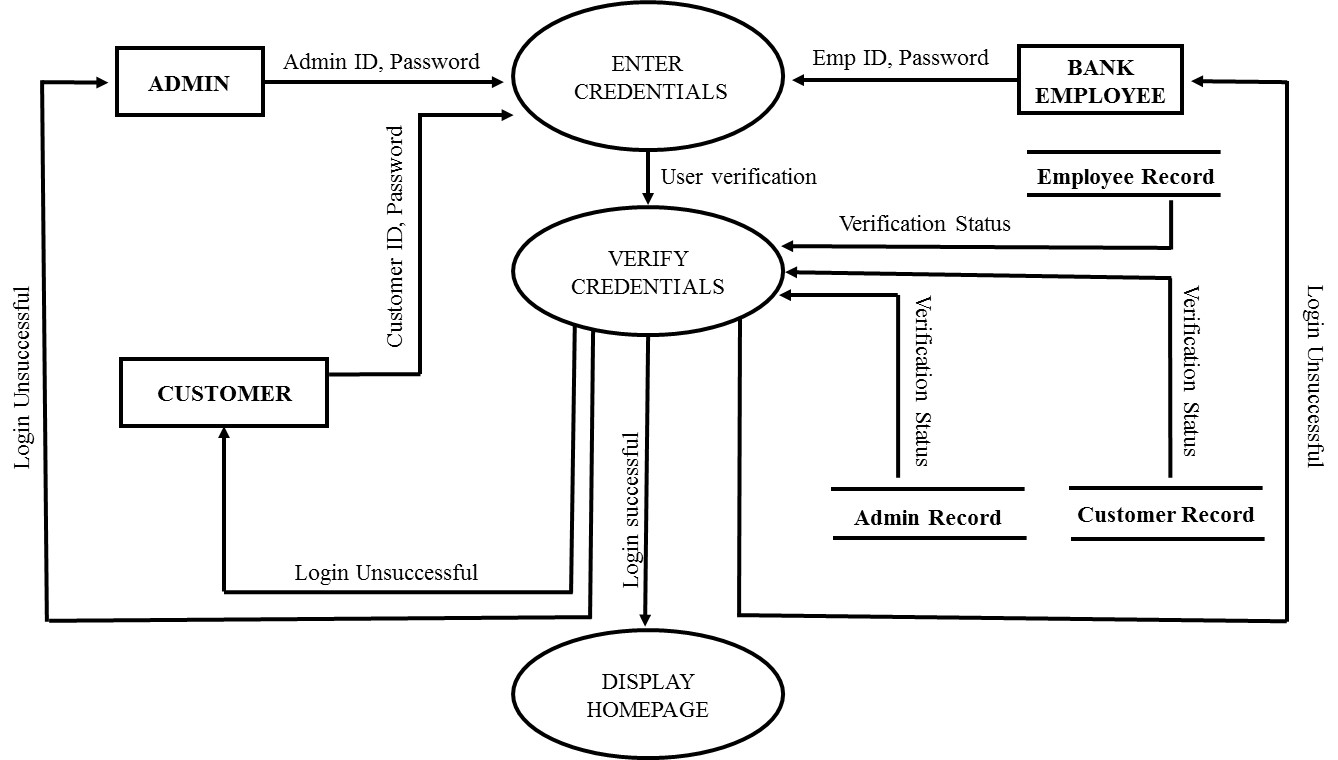 ADMIN
Admin ID, Password
ENTER
CREDENTIALS
Emp ID, Password
BANK
EMPLOYEE
Customer ID, Password
User verification
Employee Record
Verification Status
VERIFY
CREDENTIALS
Login Unsuccessful
CUSTOMER
Verification Status
Verification Status
Login Unsuccessful
Login successful
Admin Record
Customer Record
Login Unsuccessful
DISPLAY
HOMEPAGE